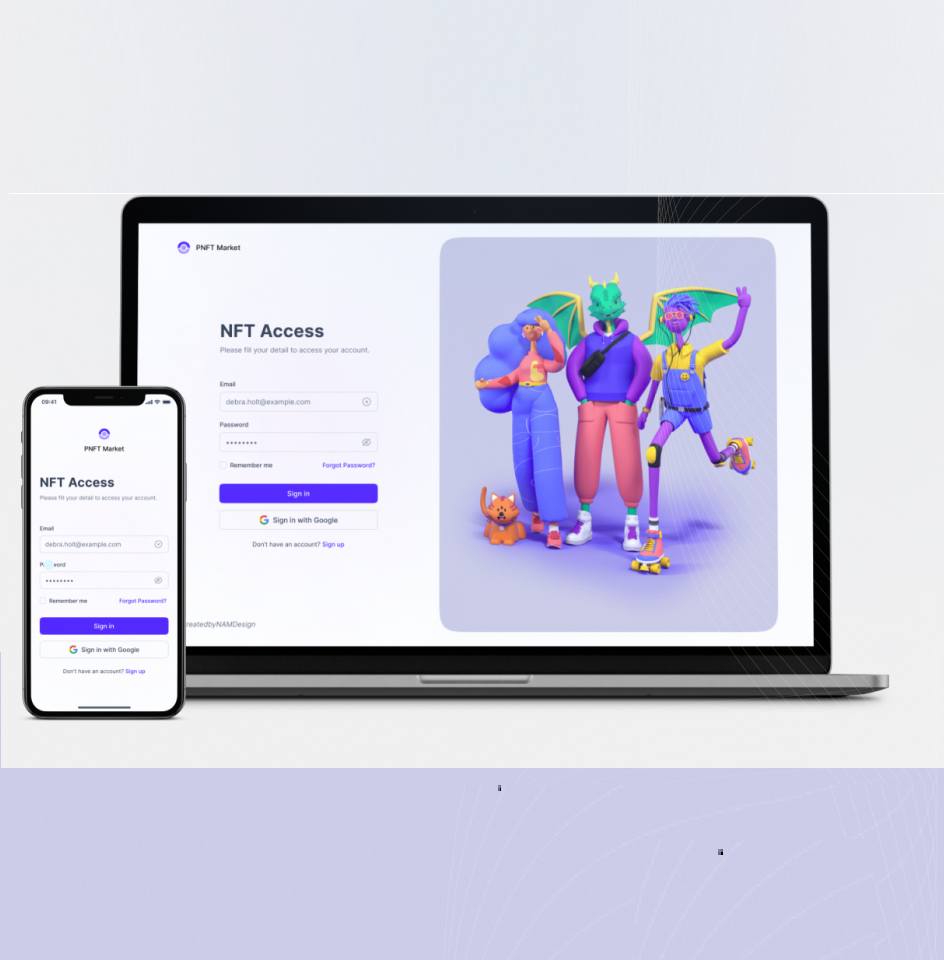 PNFT Market
NFT Access
Please fill your detail to access your account.
Email
debra.holt@example.com
Password
Remember me
Forgot Password?
Sign in
Sign in with Google
Don't have an account? Sign up
09:41
PNFT Market
NFT Access
Please fill your detail to access your account.
Email
debra.holt@example.com
Remember me
Forgot Password?
Sign in
Sign in with Google
Don't have an account? Sign up
reatedbyNAMDesign